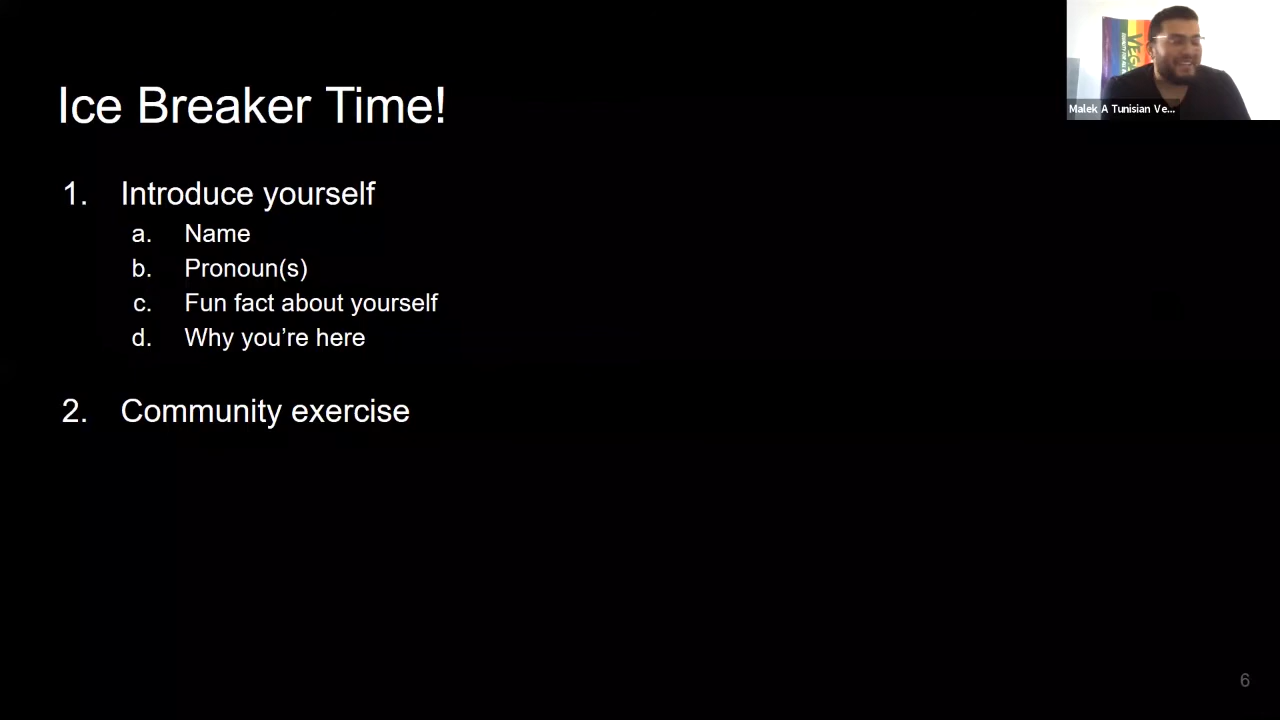 Ice Breaker Time!
1. Introduce yourself
a. Name
b. Pronoun(s)
c. Fun fact about yourself
d. Why you’re here
2. Community exercise
Malek A Tunisian Ve...
6